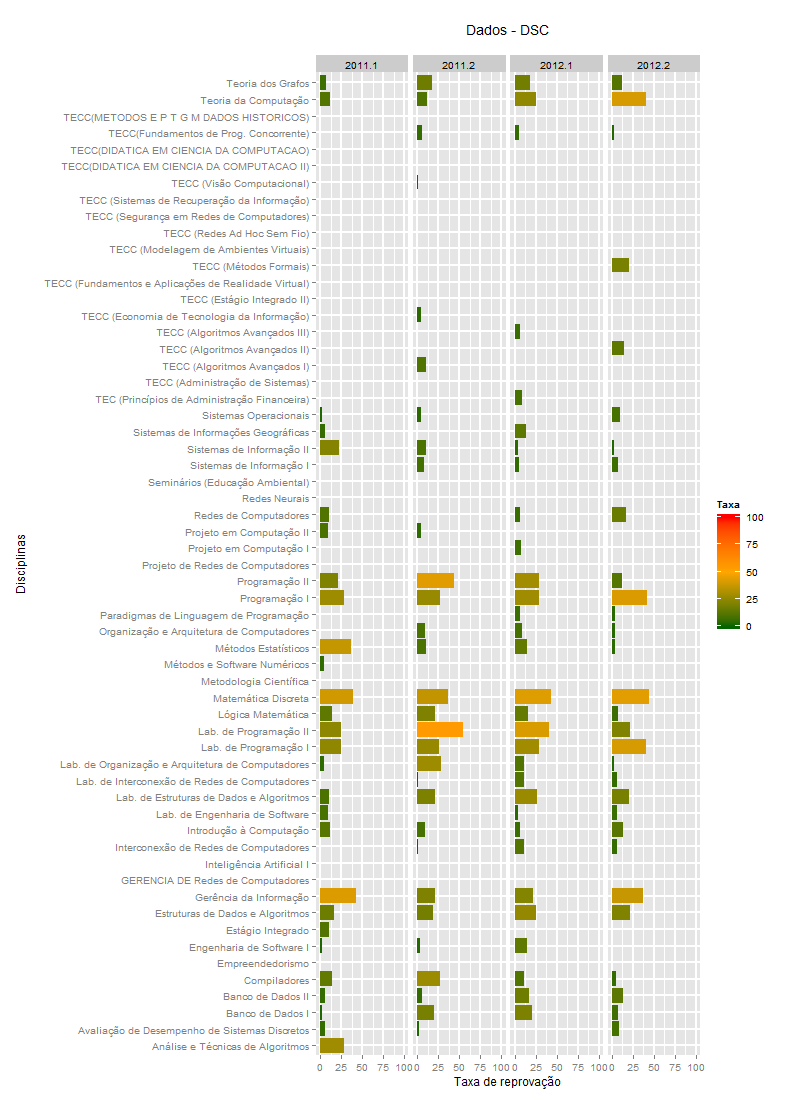 Dados - DSC
2011.1 2011.2 2012.1 2012.2
Teoria dos Grafos
Teoria da Computação
TECC(METODOS E P T G M DADOS HISTORICOS)
TECC(Fundamentos de Prog. Concorrente)
TECC(DIDATICA EM CIENCIA DA COMPUTACAO)
TECC(DIDATICA EM CIENCIA DA COMPUTACAO II)
TECC (Visão Computacional)
TECC (Sistemas de Recuperação da Informação)
TECC (Segurança em Redes de Computadores)
TECC (Redes Ad Hoc Sem Fio)
TECC (Modelagem de Ambientes Virtuais)
TECC (Métodos Formais)
TECC (Fundamentos e Aplicações de Realidade Virtual)
TECC (Estágio Integrado II)
TECC (Economia de Tecnologia da Informação)
TECC (Algoritmos Avançados III)
TECC (Algoritmos Avançados II)
TECC (Algoritmos Avançados I)
TECC (Administração de Sistemas)
TEC (Princípios de Administração Financeira)
Sistemas Operacionais
Sistemas de Informações Geográficas
Sistemas de Informação II
Sistemas de Informação I
Seminários (Educação Ambiental)
Redes Neurais
Redes de Computadores
Projeto em Computação II
Projeto em Computação I
Projeto de Redes de Computadores
Programação II
Programação I
Paradigmas de Linguagem de Programação
Organização e Arquitetura de Computadores
Métodos Estatísticos
Métodos e Software Numéricos
Metodologia Científica
Matemática Discreta
Lógica Matemática
Lab. de Programação II
Lab. de Programação I
Lab. de Organização e Arquitetura de Computadores
Lab. de Interconexão de Redes de Computadores
Lab. de Estruturas de Dados e Algoritmos
Lab. de Engenharia de Software
Introdução à Computação
Interconexão de Redes de Computadores
Inteligência Artificial I
GERENCIA DE Redes de Computadores
Gerência da Informação
Estruturas de Dados e Algoritmos
Estágio Integrado
Engenharia de Software I
Empreendedorismo
Compiladores
Banco de Dados II
Banco de Dados I
Avaliação de Desempenho de Sistemas Discretos
Análise e Técnicas de Algoritmos
0 25 50 75 100 0 25 50 75 100 0 25 50 75 100 0 25 50 75 100
Taxa de reprovação
Disciplinas
Taxa
100
75
50
25
0